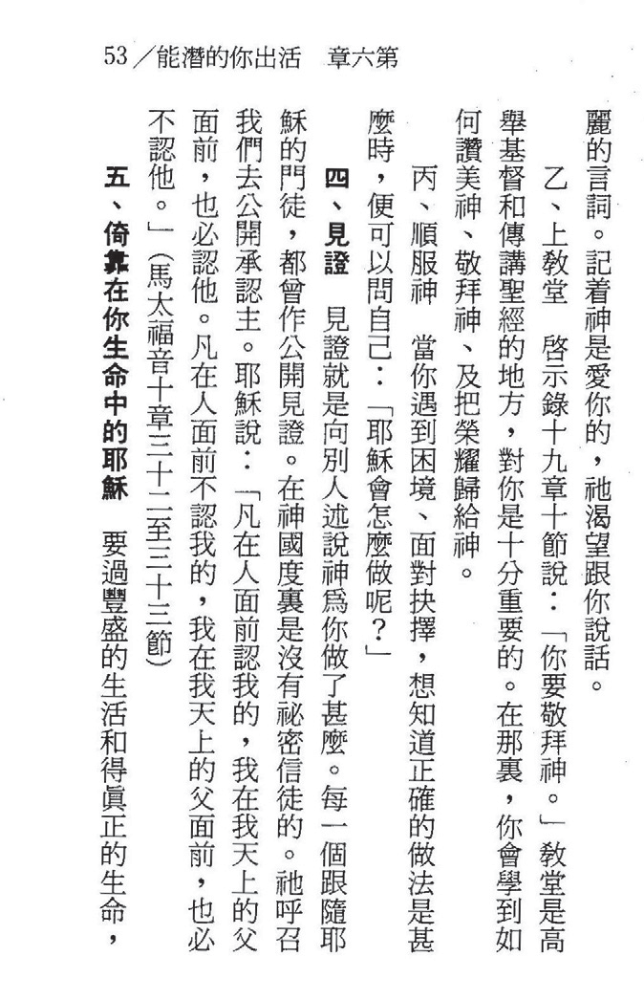 第六章　活出你的潛能／53
麗的言詞。記着神是愛你的，祂渴望跟你說話。
乙、上教堂　啓示錄十九章十節說：「你要敬拜神。」教堂是高
舉基督和傳講聖經的地方，對你是十分重要的。在那裏，你會學到如
何讚美神、敬拜神、及把榮耀歸給神。
丙、順服神　當你遇到困境、面對抉擇，想知道正確的做法是甚
麼時，便可以問自己：「耶穌會怎麼做呢？」
四、見證　見證就是向別人述說神爲你做了甚麼。每一個跟隨耶
穌的門徒，都曾作公開見證。在神國度裏是沒有祕密信徒的。祂呼召
我們去公開承認主。耶穌說：「凡在人面前認我的，我在我天上的父
面前，也必認他。凡在人面前不認我的，我在我天上的父面前，也必
不認他。」（馬太福音十章三十二至三十三節）
五、倚靠在你生命中的耶穌　要過豐盛的生活和得眞正的生命，